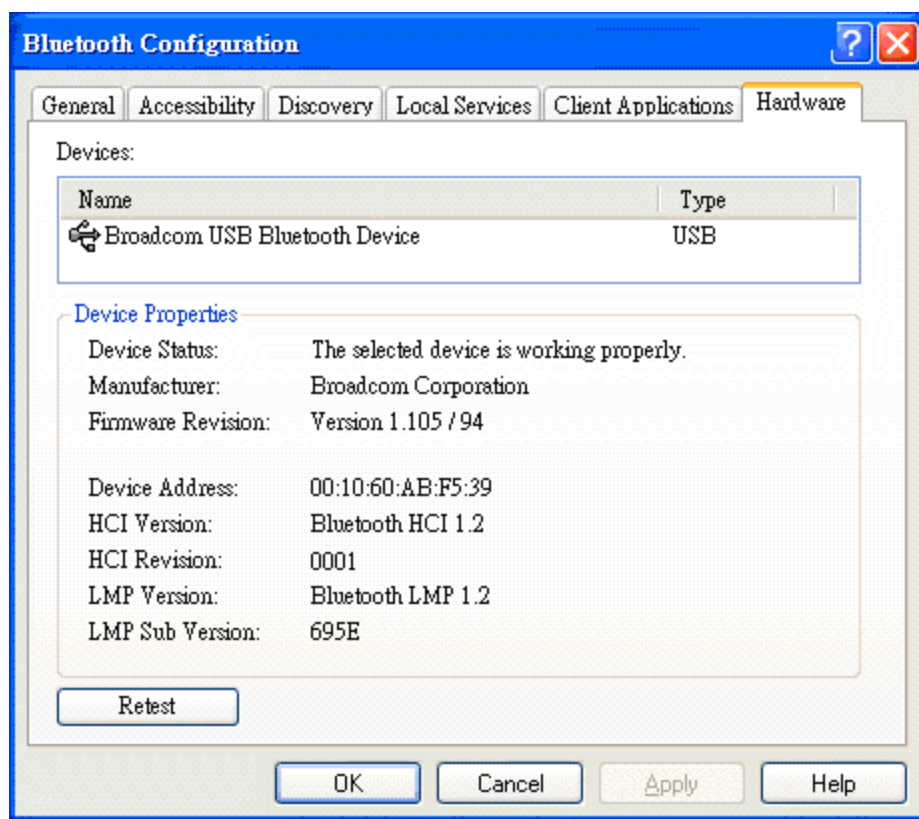 Bluetooth Configuration
General Accessibility Discovery Local Services Client Applications Hardware
Devices:
Name Type
Broadcom USB Bluetooth Device USB
Device Properties
Device Status: The selected device is working properly.
Manufacturer: Broadcom Corporation
Firmware Revision: Version 1.105 / 94
Device Address: 00:10:60:AB:F5:39
HCI Version: Bluetooth HCI 1.2
HCI Revision: 0001
LMP Version: Bluetooth LMP 1.2
LMP Sub Version: 695E
Retest
OK Cancel Apply Help